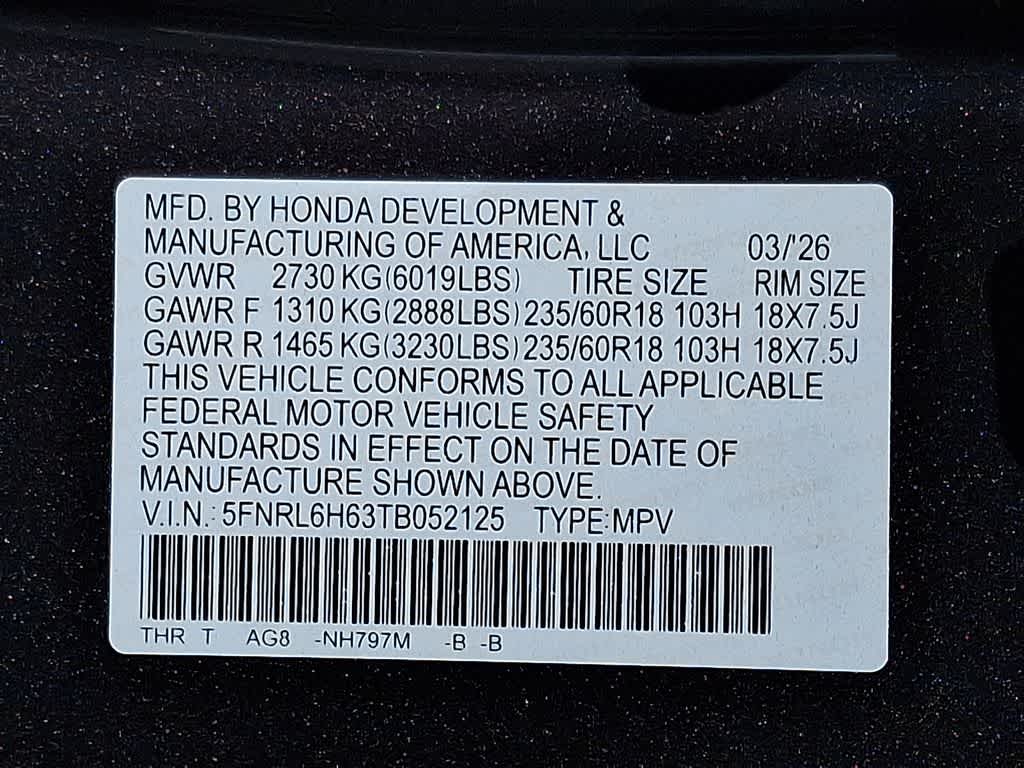 MFD. BY HONDA DEVELOPMENT &
MANUFACTURING OF AMERICA, LLC 03/'26
GVWR 2730 KG(6019LBS) TIRE SIZE RIM SIZE
GAWR F 1310 KG(2888LBS) 235/60R18 103H 18X7.5J
GAWR R 1465 KG(3230LBS) 235/60R18 103H 18X7.5J
THIS VEHICLE CONFORMS TO ALL APPLICABLE
FEDERAL MOTOR VEHICLE SAFETY
STANDARDS IN EFFECT ON THE DATE OF
MANUFACTURE SHOWN ABOVE.
V.I.N.: 5FNRL6H63TB052125 TYPE:MPV
THR T AG8 -NH797M -B -B